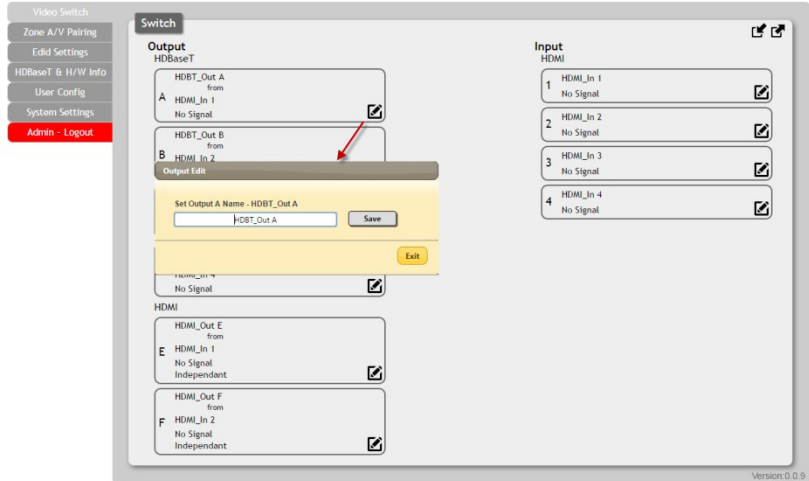 Video Switch
Zone A/V Pairing
Edid Settings
HDBaseT & H/W Info
User Config
System Settings
Admin - Logout
Switch
Output
HDBaseT
HDBT_Out A
from
A
HDMI_In 1
No Signal
HDBT_Out B
from
B
HDMI_In 2
Output Edit
Set Output A Name - HDBT_Out A
HDBT_Out A
Save
Exit
HDMI_In 4
No Signal
HDMI
HDMI_Out E
from
E
HDMI_In 1
No Signal
Independant
HDMI_Out F
from
F
HDMI_In 2
No Signal
Independant
Input
HDMI
HDMI_In 1
1
No Signal
HDMI_In 2
2
No Signal
HDMI_In 3
3
No Signal
HDMI_In 4
4
No Signal
Version:0.0.9